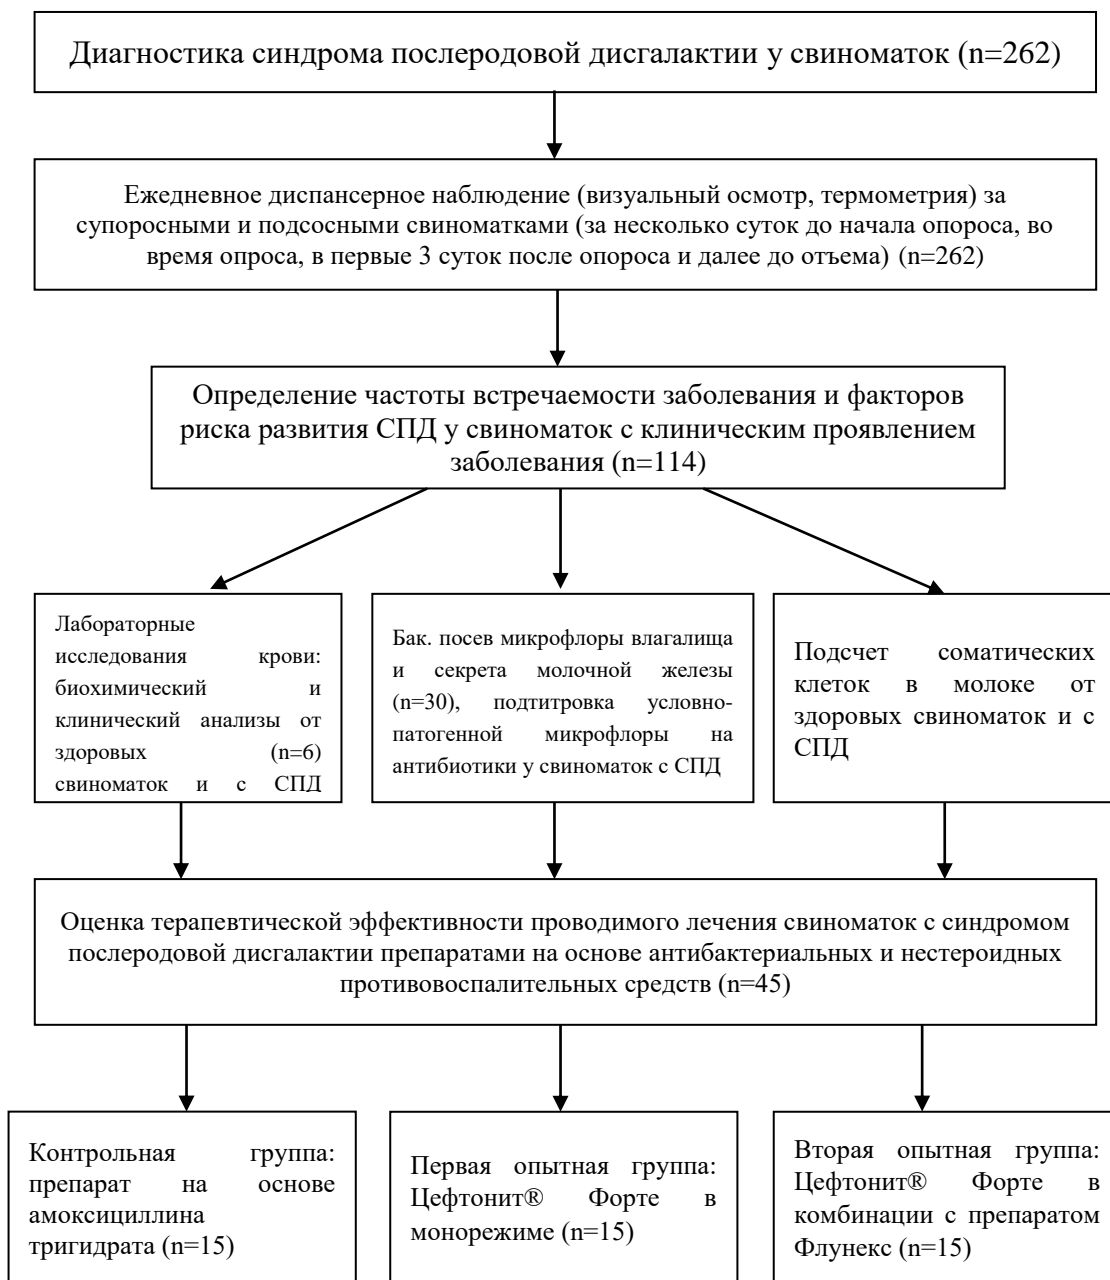 Диагностика синдрома послеродовой дисгалактии у свиноматок (n=262)
Ежедневное диспансерное наблюдение (визуальный осмотр, термометрия) за
супоросными и подсосными свиноматками (за несколько суток до начала опороса, во
время опроса, в первые 3 суток после опороса и далее до отъема) (n=262)
Определение частоты встречаемости заболевания и факторов
риска развития СПД у свиноматок с клиническим проявлением
заболевания (n=114)
Лабораторные
исследования крови:
биохимический и
клинический анализы от
здоровых (n=6)
свиноматок и с СПД
Бак. посев микрофлоры влагалища
и секрета молочной железы
(n=30), подтитровка условно-
патогенной микрофлоры на
антибиотики у свиноматок с СПД
Подсчет соматических
клеток в молоке от
здоровых свиноматок и с
СПД
Оценка терапевтической эффективности проводимого лечения свиноматок с синдромом
послеродовой дисгалактии препаратами на основе антибактериальных и нестероидных
противовоспалительных средств (n=45)
Контрольная группа:
препарат на основе
амоксициллина
тригидрата (n=15)
Первая опытная группа:
Цефтонит® Форте в
монорежиме (n=15)
Вторая опытная группа:
Цефтонит® Форте в
комбинации с препаратом
Флунекс (n=15)